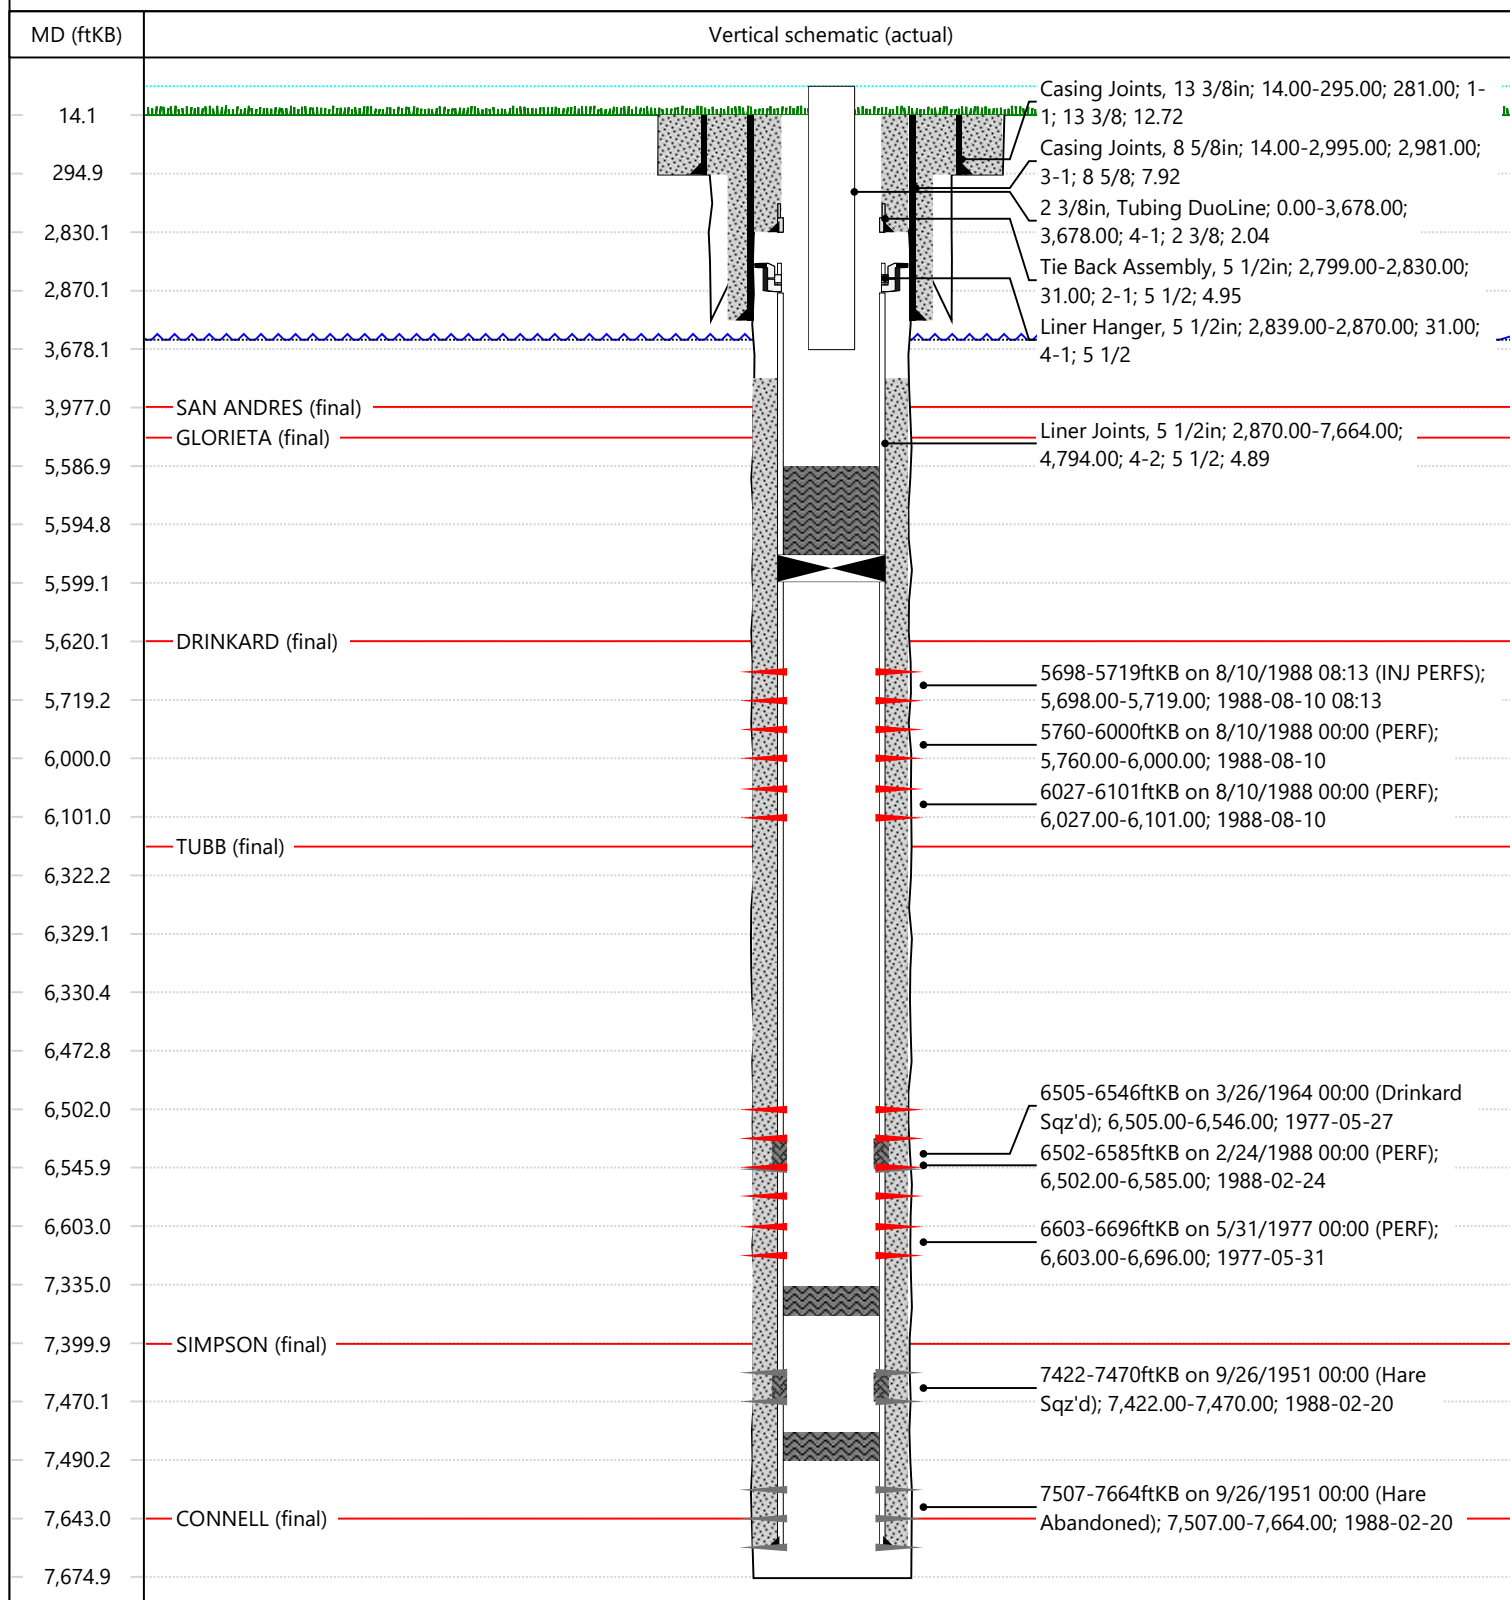 MD (ftKB)
Vertical schematic (actual)
14.1
294.9
2,830.1
2,870.1
3,678.1
3,977.0
5,586.9
5,594.8
5,599.1
5,620.1
5,719.2
6,000.0
6,101.0
6,322.2
6,329.1
6,330.4
6,472.8
6,502.0
6,545.9
6,603.0
7,335.0
7,399.9
7,470.1
7,490.2
7,643.0
7,674.9
SAN ANDRES (final)
GLORIETA (final)
DRINKARD (final)
TUBB (final)
SIMPSON (final)
CONNELL (final)
Casing Joints, 13 3/8in; 14.00-295.00; 281.00; 1-
1; 13 3/8; 12.72
Casing Joints, 8 5/8in; 14.00-2,995.00; 2,981.00;
3-1; 8 5/8; 7.92
2 3/8in, Tubing DuoLine; 0.00-3,678.00;
3,678.00; 4-1; 2 3/8; 2.04
Tie Back Assembly, 5 1/2in; 2,799.00-2,830.00;
31.00; 2-1; 5 1/2; 4.95
Liner Hanger, 5 1/2in; 2,839.00-2,870.00; 31.00;
4-1; 5 1/2
Liner Joints, 5 1/2in; 2,870.00-7,664.00;
4,794.00; 4-2; 5 1/2; 4.89
5698-5719ftKB on 8/10/1988 08:13 (INJ PERFS);
5,698.00-5,719.00; 1988-08-10 08:13
5760-6000ftKB on 8/10/1988 00:00 (PERF);
5,760.00-6,000.00; 1988-08-10
6027-6101ftKB on 8/10/1988 00:00 (PERF);
6,027.00-6,101.00; 1988-08-10
6505-6546ftKB on 3/26/1964 00:00 (Drinkard
Sqz'd); 6,505.00-6,546.00; 1977-05-27
6502-6585ftKB on 2/24/1988 00:00 (PERF);
6,502.00-6,585.00; 1988-02-24
6603-6696ftKB on 5/31/1977 00:00 (PERF);
6,603.00-6,696.00; 1977-05-31
7422-7470ftKB on 9/26/1951 00:00 (Hare
Sqz'd); 7,422.00-7,470.00; 1988-02-20
7507-7664ftKB on 9/26/1951 00:00 (Hare
Abandoned); 7,507.00-7,664.00; 1988-02-20